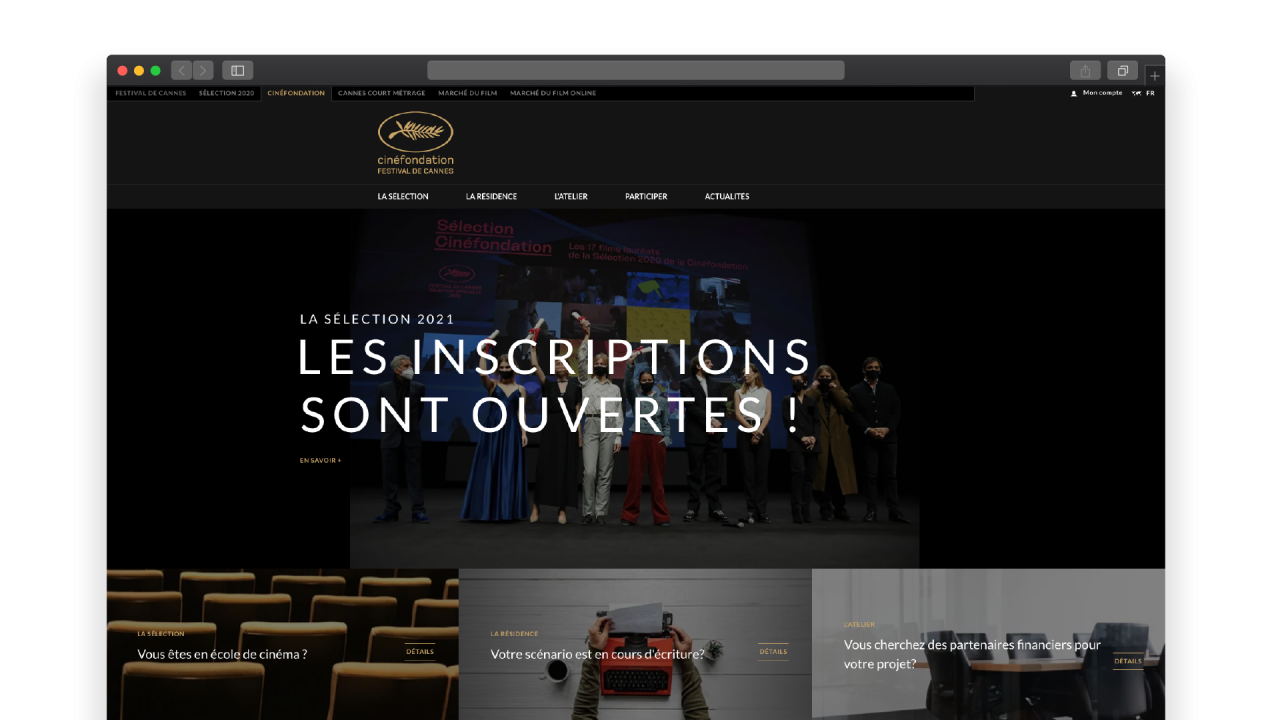 FESTIVAL DE CANNES SÉLECTION 2020 CINÉFONDATION CANNES COURT MÉTRAGE MARCHÉ DU FILM MARCHÉ DU FILM ONLINE Mon compte FR
cinéfondation
FESTIVAL DE CANNES
LA SÉLECTION LA RÉSIDENCE L'ATELIER PARTICIPER ACTUALITÉS
Sélection
Cinéfondation
Les 17 films lauréats
de la Sélection 2020 de la Cinéfondation
LA SÉLECTION 2021
LES INSCRIPTIONS
SONT OUVERTES !
EN SAVOIR +
LA SÉLECTION
Vous êtes en école de cinéma ?
DÉTAILS
LA RÉSIDENCE
Votre scénario est en cours d'écriture?
DÉTAILS
L'ATELIER
Vous cherchez des partenaires financiers pour
votre projet?
DÉTAILS